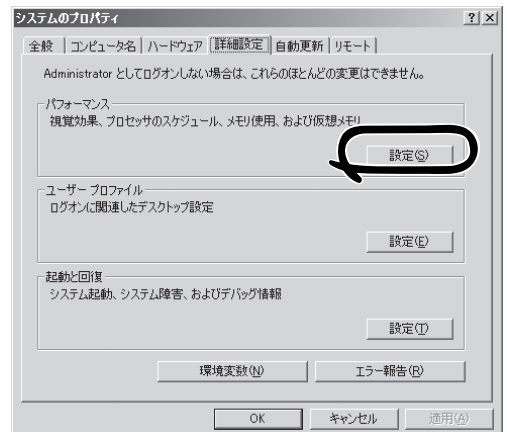 システムのプロパティ
? ×
全般 コンピュータ名 ハードウェア 詳細設定 自動更新 リモート
Administrator としてログオンしない場合は、これらのほとんどの変更はできません。
パフォーマンス
視覚効果、プロセッサのスケジュール、メモリ使用、および仮想メモリ
設定(S)
ユーザー プロファイル
ログオンに関連したデスクトップ設定
設定(E)
起動と回復
システム起動、システム障害、およびデバッグ情報
設定(T)
環境変数(N) エラー報告(R)
OK キャンセル 適用(A)